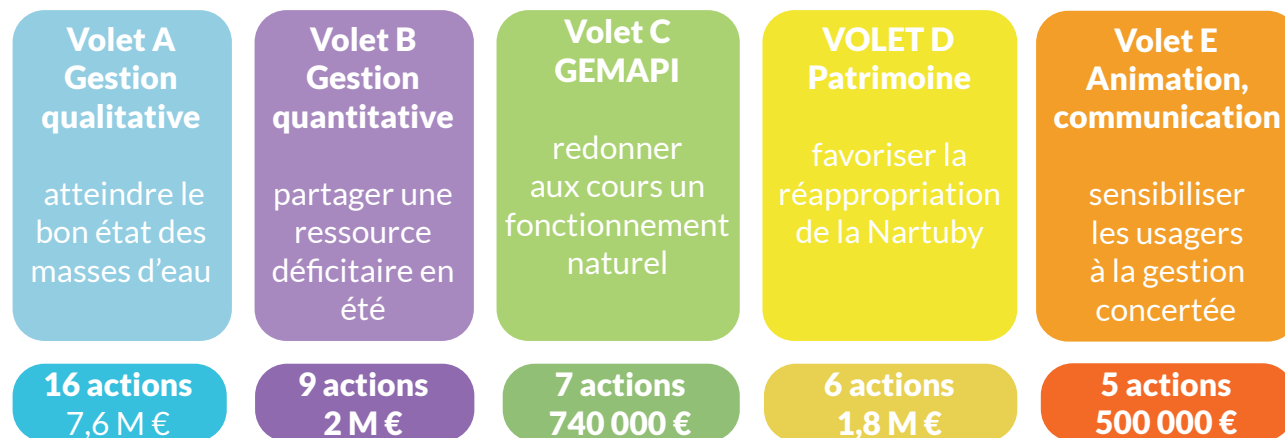 Volet A
Gestion
qualitative
atteindre le
bon état des
masses d'eau
16 actions
7,6 M €
Volet B
Gestion
quantitative
partager une
ressource
déficitaire en
été
9 actions
2 M €
Volet C
GEMAPI
redonner
aux cours un
fonctionnement
naturel
7 actions
740 000 €
VOLET D
Patrimoine
favoriser la
réappropriation
de la Nartuby
6 actions
1,8 M €
Volet E
Animation,
communication
sensibiliser
les usagers
à la gestion
concertée
5 actions
500 000 €